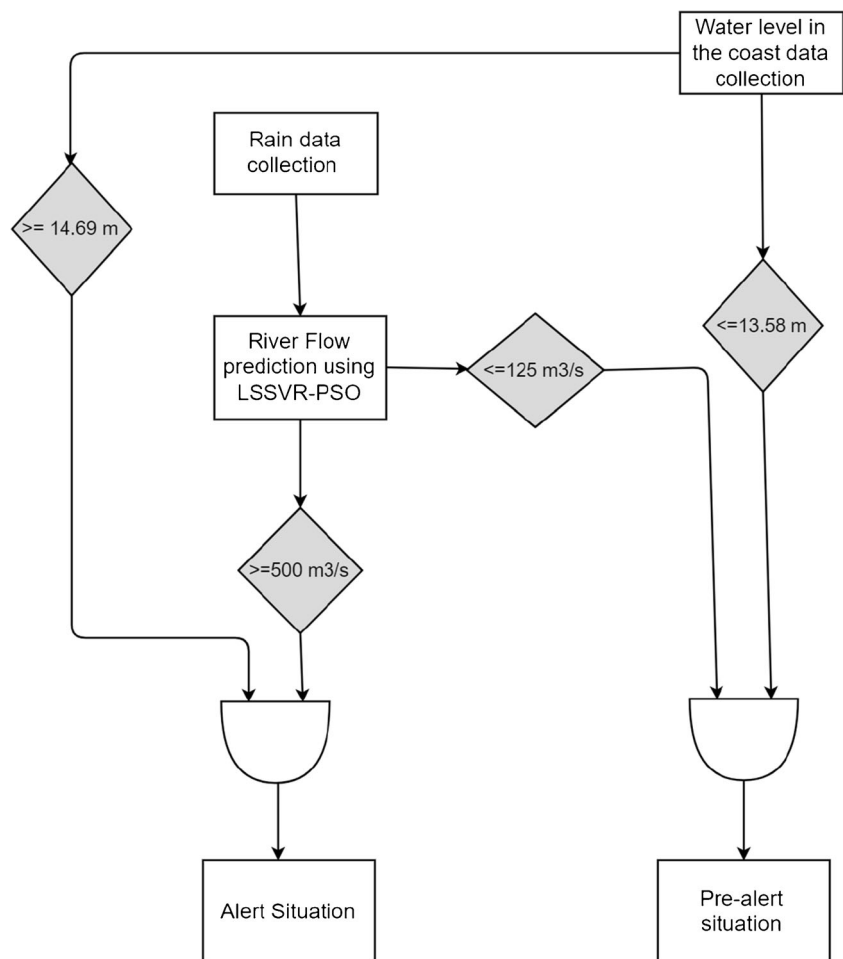 Water level in
the coast data
collection
Rain data
collection
>= 14.69 m
River Flow
prediction using
LSSVR-PSO
<=125 m3/s
<=13.58 m
>=500 m3/s
Alert Situation
Pre-alert
situation